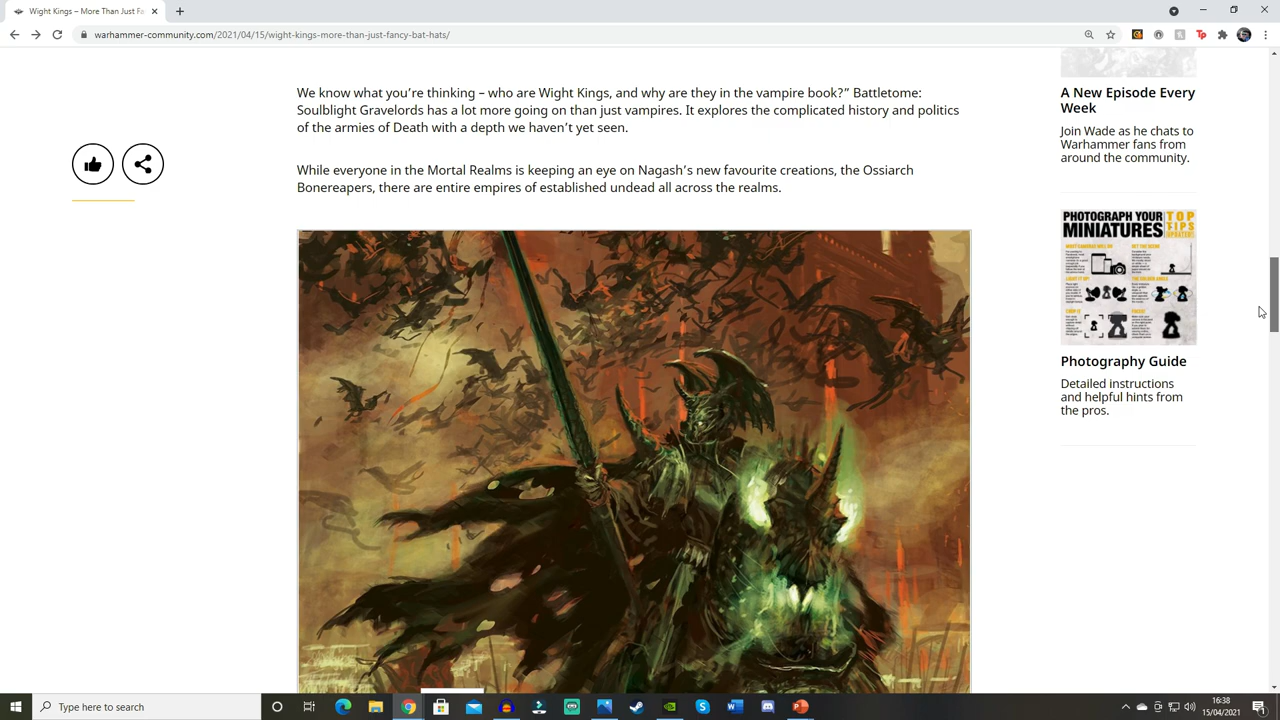 Wight Kings – More Than Just Fa
warhammer-community.com/2021/04/15/wight-kings-more-than-just-fancy-bat-hats/
We know what you're thinking – who are Wight Kings, and why are they in the vampire book?” Battletome:
Soulblight Gravelords has a lot more going on than just vampires. It explores the complicated history and politics
of the armies of Death with a depth we haven't yet seen.
While everyone in the Mortal Realms is keeping an eye on Nagash's new favourite creations, the Ossiarch
Bonereapers, there are entire empires of established undead all across the realms.
A New Episode Every
Week
Join Wade as he chats to
Warhammer fans from
around the community.
PHOTOGRAPH YOUR
MINIATURES
TOP
TIPS
Photography Guide
Detailed instructions
and helpful hints from
the pros.
Type here to search
16:38
15/04/2021